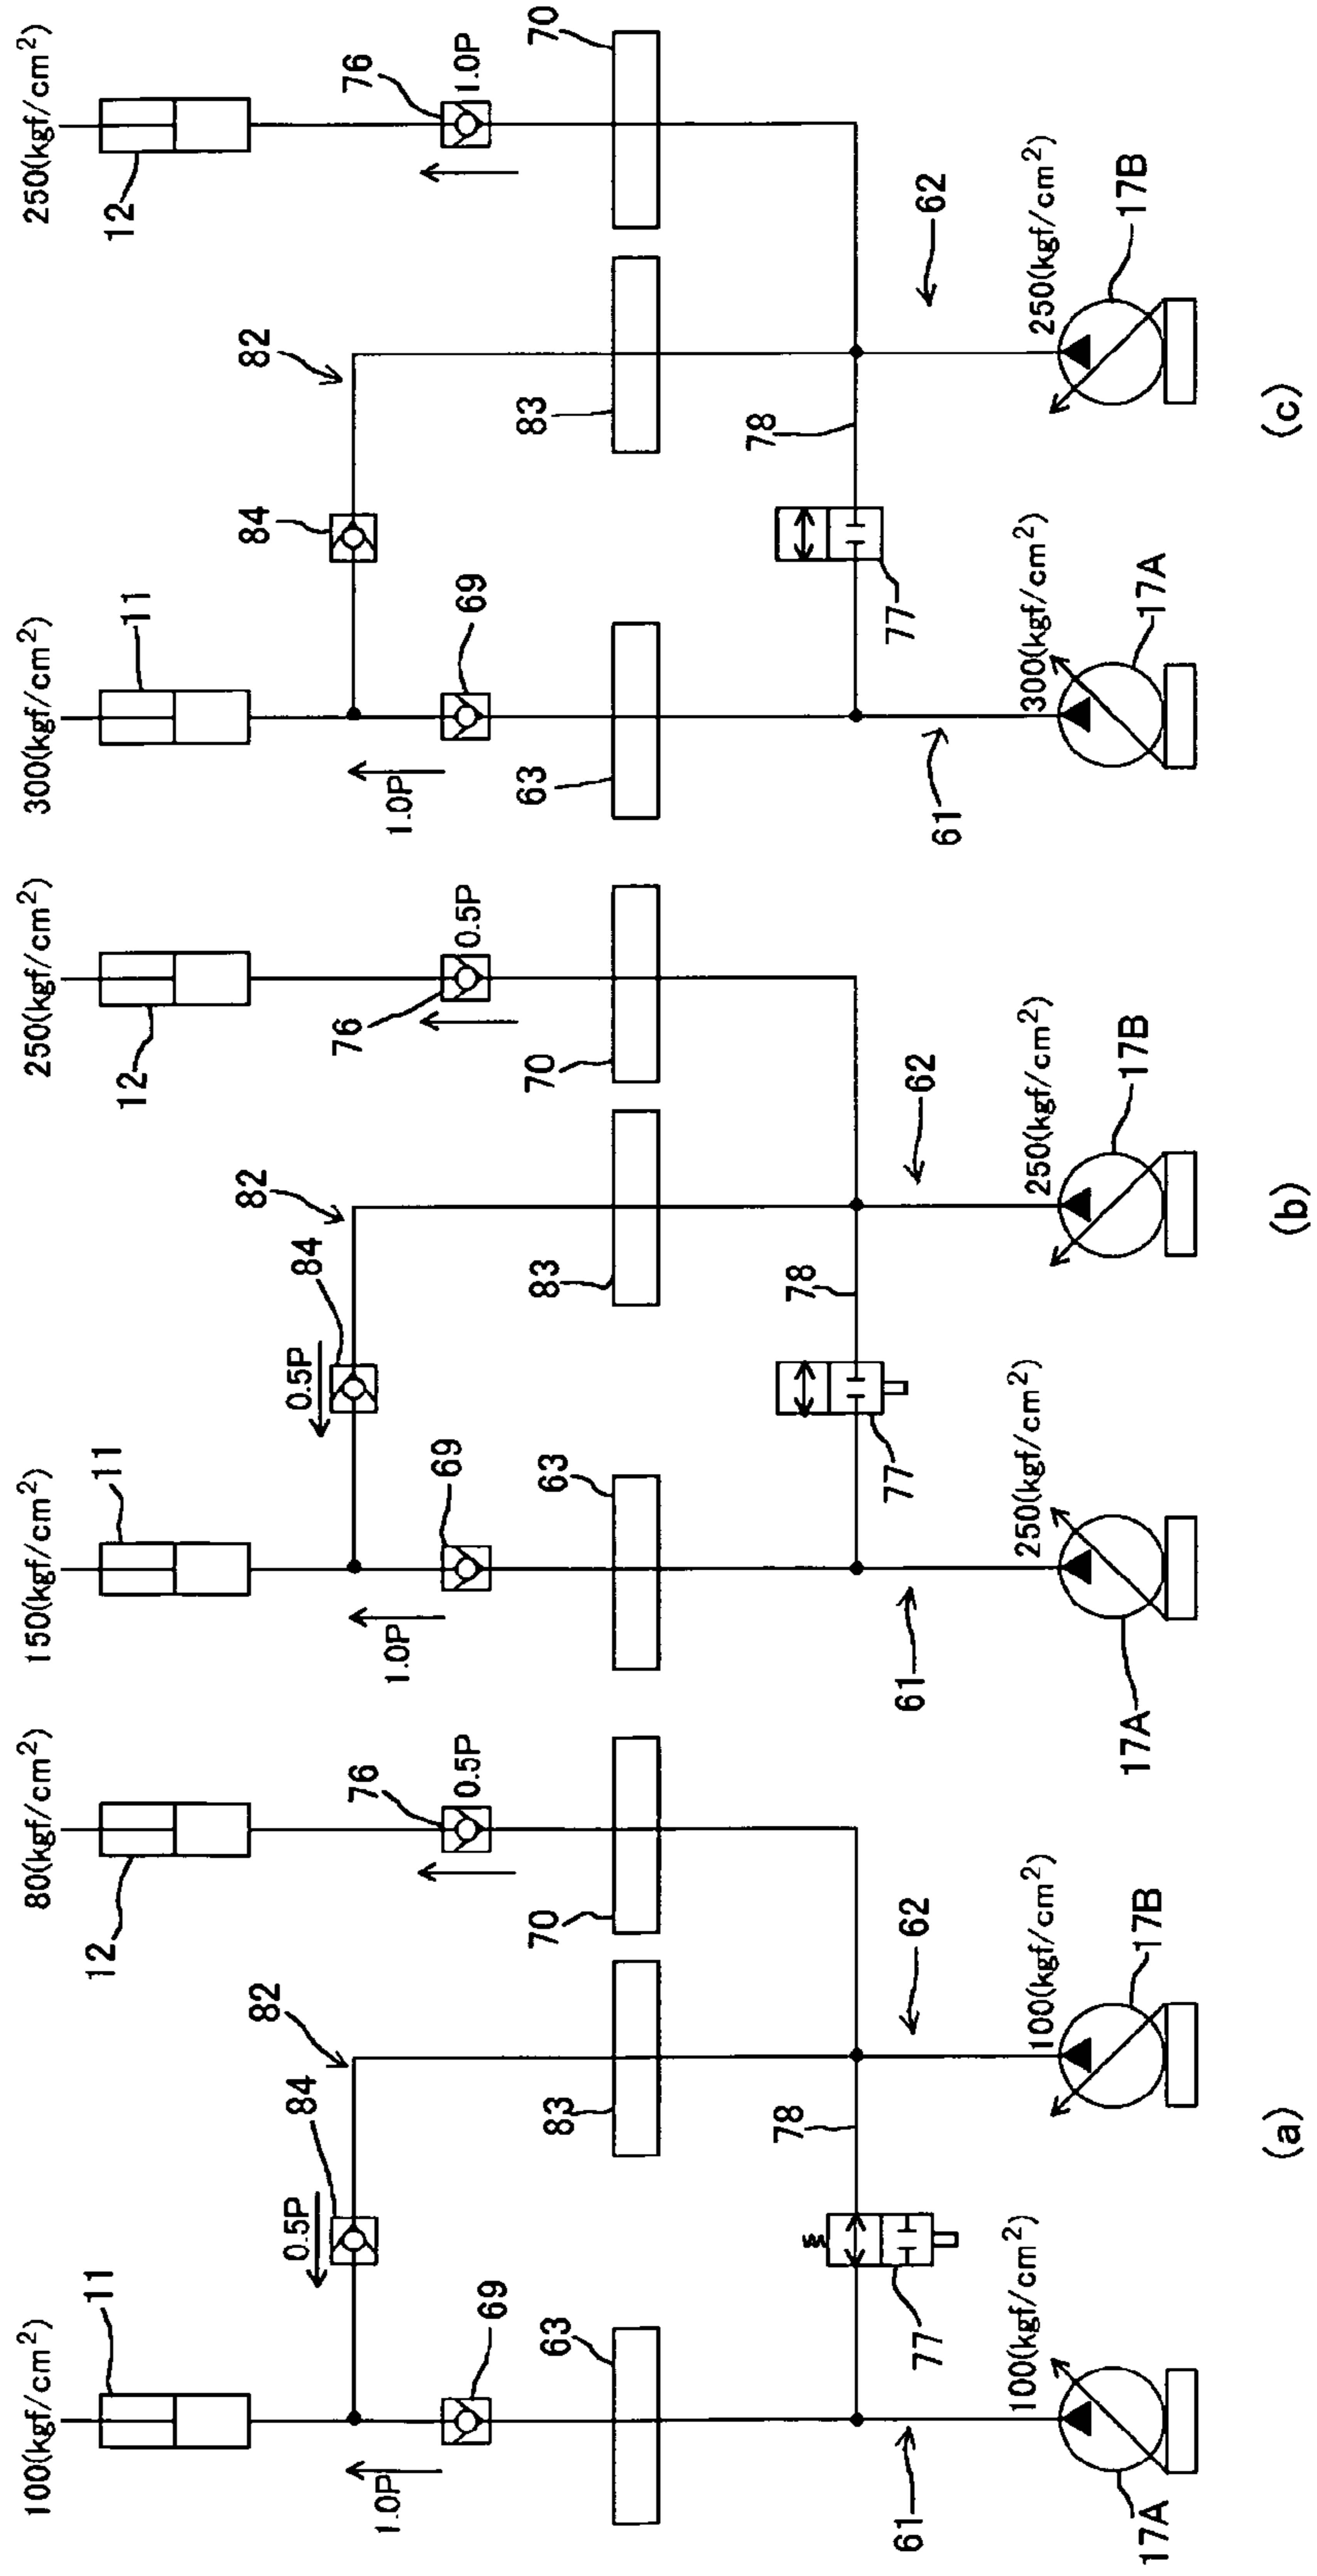 100(kgf/cm²)
11
1.0P
69
0.5P
84
82
80(kgf/cm²)
12
76
0.5P
63
83
70
61
77
78
62
100(kgf/cm²)
17A
100(kgf/cm²)
17B
(a)
150(kgf/cm²)
11
1.0P
69
0.5P
84
82
250(kgf/cm²)
12
76
0.5P
63
83
70
61
77
78
62
250(kgf/cm²)
17A
250(kgf/cm²)
17B
(b)
300(kgf/cm²)
11
1.0P
69
84
82
250(kgf/cm²)
12
76
1.0P
63
83
70
61
77
78
62
300(kgf/cm²)
17A
250(kgf/cm²)
17B
(c)